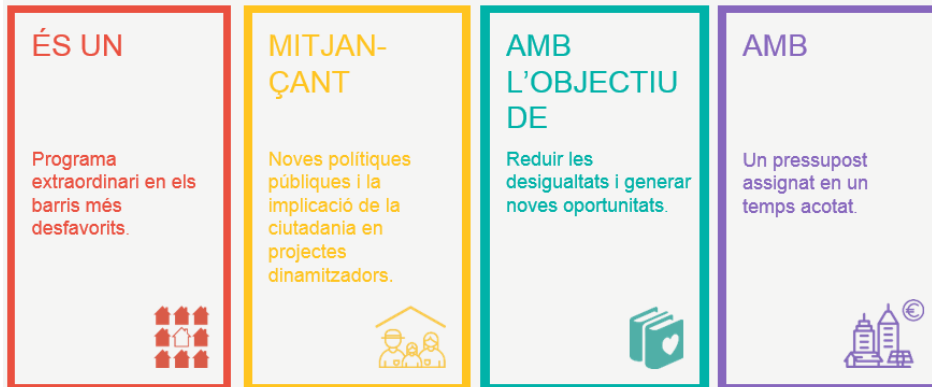 ÉS UN
Programa
extraordinari en els
barris més
desfavorits.
MITJAN-
ÇANT
Noves polítiques
públiques i la
implicació de la
ciutadania en
projectes
dinamitzadors.
AMB
L'OBJECTIU
DE
Reduir les
desigualtats i generar
noves oportunitats.
AMB
Un pressupost
assignat en un
temps acotat.
€